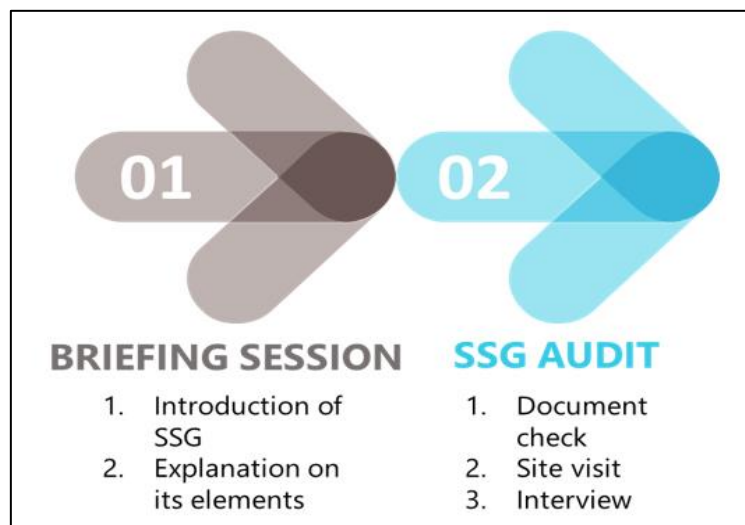 01
02
BRIEFING SESSION
1. Introduction of
SSG
2. Explanation on
its elements
SSG AUDIT
1. Document
check
2. Site visit
3. Interview